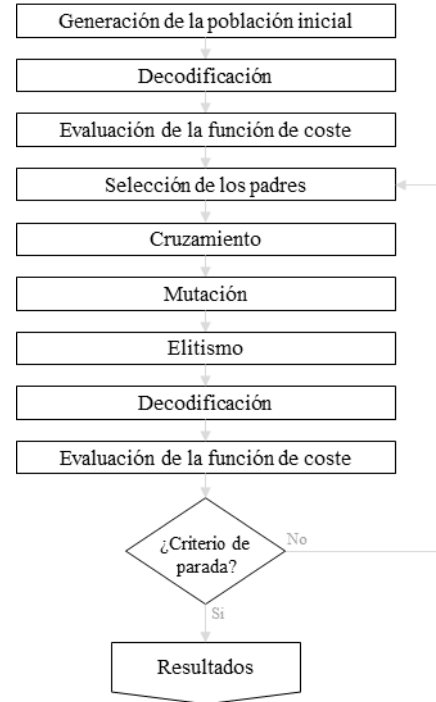 Generación de la población inicial
Decodificación
Evaluación de la función de coste
Selección de los padres
Cruzamiento
Mutación
Elitismo
Decodificación
Evaluación de la función de coste
¿Criterio de
parada?
No
Si
Resultados